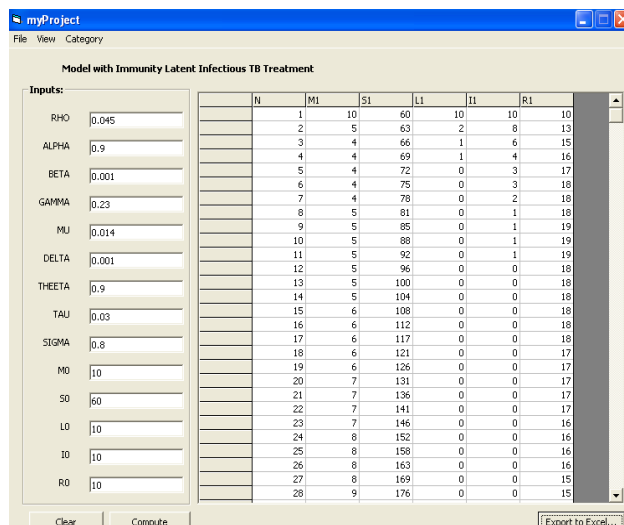 myProject
File View Category
Model with Immunity Latent Infectious TB Treatment
Inputs:
RHO 0.045
ALPHA 0.9
BETA 0.001
GAMMA 0.23
MU 0.014
DELTA 0.001
THEETA 0.9
TAU 0.03
SIGMA 0.8
M0 10
S0 60
L0 10
I0 10
R0 10
Clear Compute
N M1 S1 L1 I1 R1
1 10 60 10 10 10
2 5 63 2 8 13
3 4 66 1 6 15
4 4 69 1 4 16
5 4 72 0 3 17
6 4 75 0 3 18
7 4 78 0 2 18
8 5 81 0 1 18
9 5 85 0 1 19
10 5 88 0 1 19
11 5 92 0 1 19
12 5 96 0 0 18
13 5 100 0 0 18
14 5 104 0 0 18
15 6 108 0 0 18
16 6 112 0 0 18
17 6 117 0 0 18
18 6 121 0 0 17
19 6 126 0 0 17
20 7 131 0 0 17
21 7 136 0 0 17
22 7 141 0 0 17
23 7 146 0 0 16
24 8 152 0 0 16
25 8 158 0 0 16
26 8 163 0 0 16
27 8 169 0 0 15
28 9 176 0 0 15
Export to Excel...